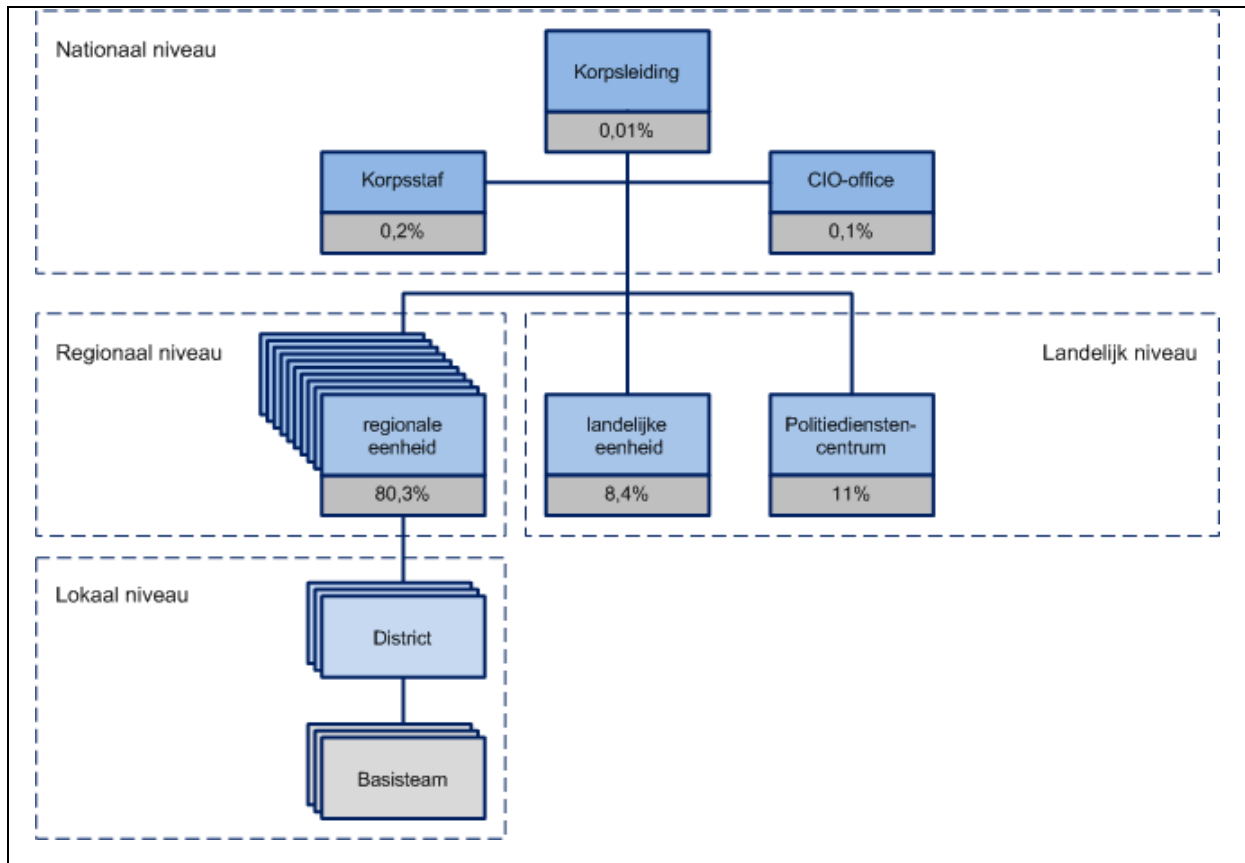 Nationaal niveau
Korpsleiding
0,01%
Korpsstaf
0,2%
CIO-office
0,1%
Regionaal niveau
regionale
eenheid
80,3%
Landelijk niveau
landelijke
eenheid
8,4%
Politiediensten-
centrum
11%
Lokaal niveau
District
Basisteam